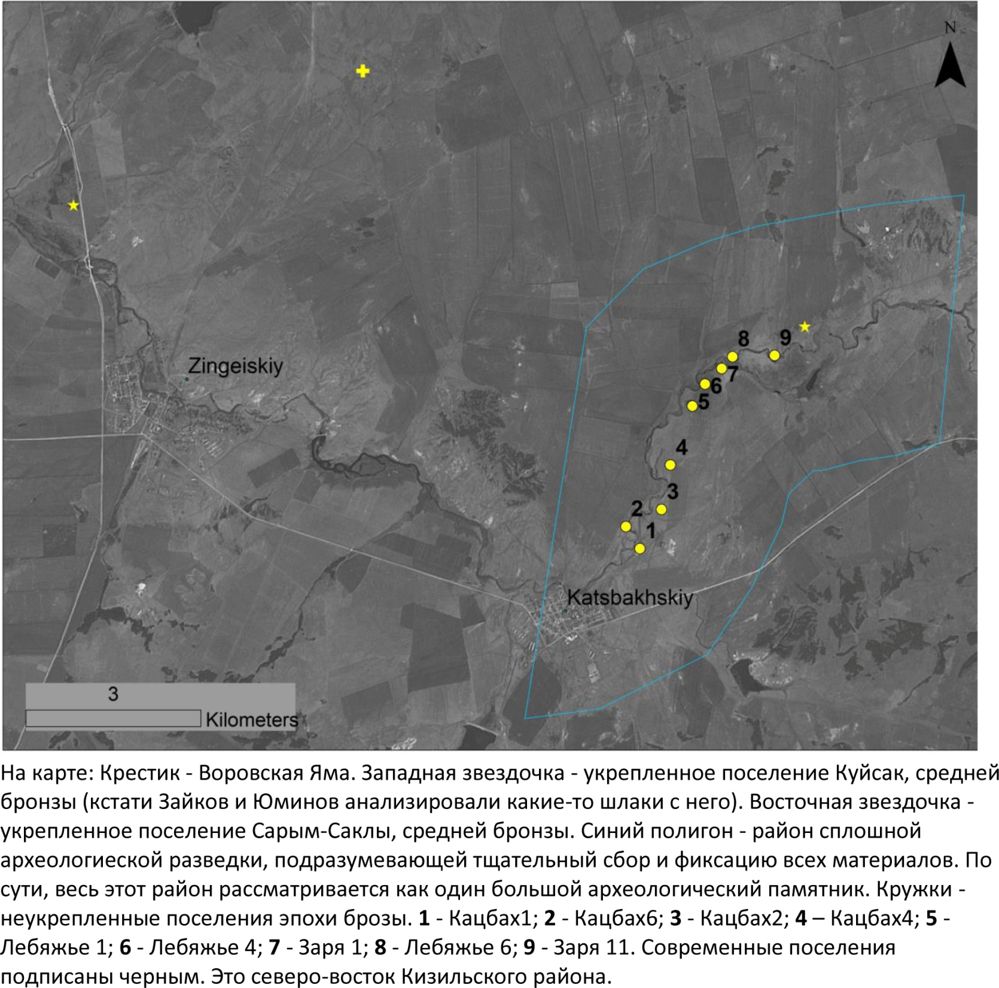 N
Zingeiskiy
8
9
7
6
5
4
3
2
1
Katsbakhskiy
3
Kilometers
На карте: Крестик - Воровская Яма. Западная звездочка - укрепленное поселение Куйсак, средней
бронзы (кстати Зайков и Юминов анализировали какие-то шлаки с него). Восточная звездочка -
укрепленное поселение Сарым-Саклы, средней бронзы. Синий полигон - район сплошной
археологиеской разведки, подразумевающей тщательный сбор и фиксацию всех материалов. По
сути, весь этот район рассматривается как один большой археологический памятник. Кружки -
неукрепленные поселения эпохи брозы. 1 - Кацбах1; 2 - Кацбах6; 3 - Кацбах2; 4 – Кацбах4; 5 -
Лебяжье 1; 6 - Лебяжье 4; 7 - Заря 1; 8 - Лебяжье 6; 9 - Заря 11. Современные поселения
подписаны черным. Это северо-восток Кизильского района.